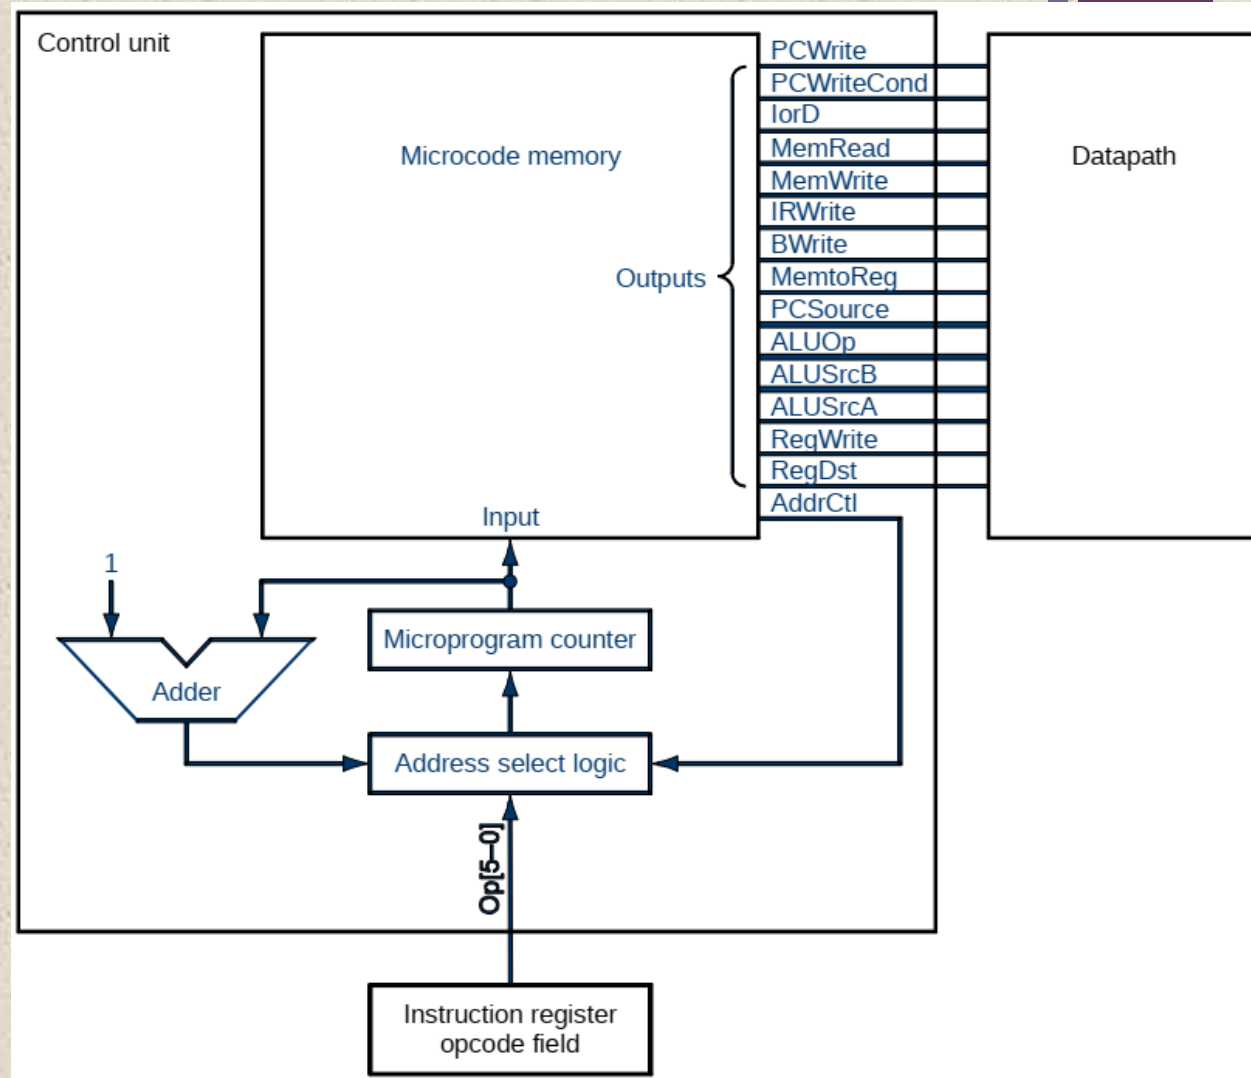 Control unit
PCWrite
PCWriteCond
IorD
Microcode memory
MemRead
Datapath
MemWrite
IRWrite
BWrite
Outputs
MemtoReg
PCSource
ALUOp
ALUSrcB
ALUSrcA
RegWrite
RegDst
AddrCtl
Input
1
Microprogram counter
Adder
Address select logic
Op[5–0]
Instruction register
opcode field